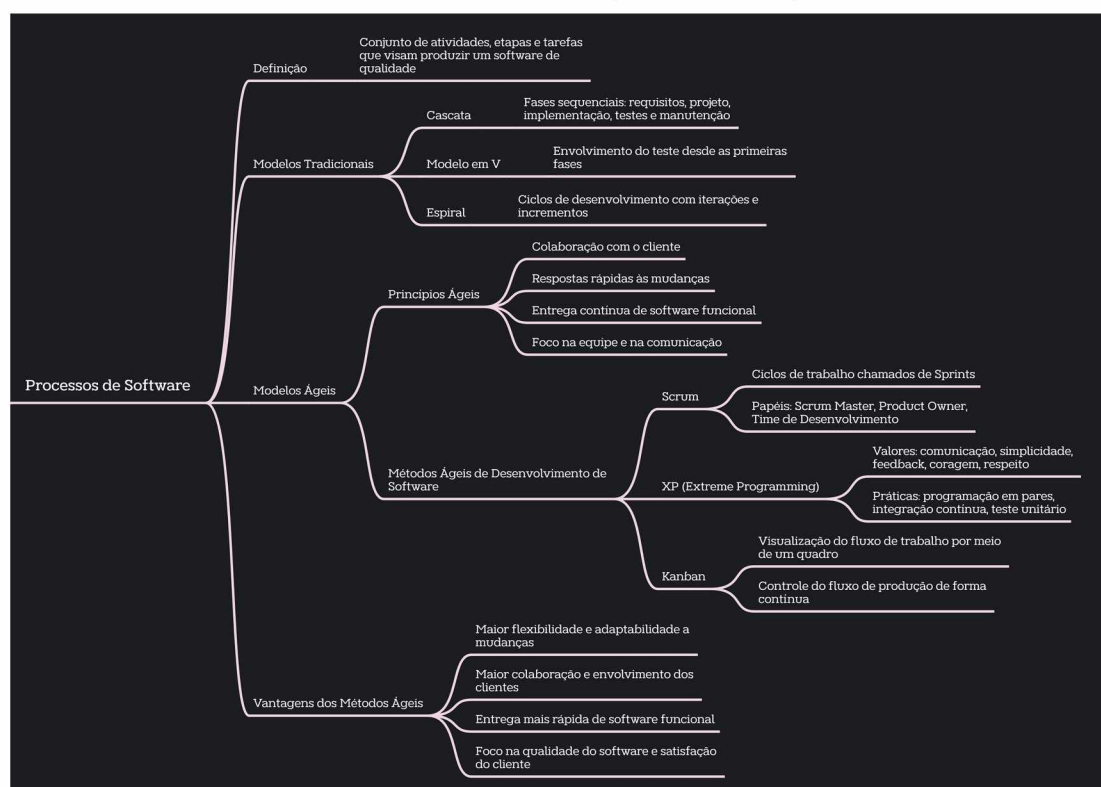 Processos de Software
Definição
Conjunto de atividades, etapas e tarefas
que visam produzir um software de
qualidade
Modelos Tradicionais
Cascata
Fases sequenciais: requisitos, projeto,
implementação, testes e manutenção
Modelo em V
Envolvimento do teste desde as primeiras
fases
Espiral
Ciclos de desenvolvimento com iterações e
incrementos
Modelos Ágeis
Princípios Ágeis
Colaboração com o cliente
Respostas rápidas às mudanças
Entrega contínua de software funcional
Foco na equipe e na comunicação
Métodos Ágeis de Desenvolvimento de
Software
Scrum
Ciclos de trabalho chamados de Sprints
Papéis: Scrum Master, Product Owner,
Time de Desenvolvimento
XP (Extreme Programming)
Valores: comunicação, simplicidade,
feedback, coragem, respeito
Práticas: programação em pares,
integração contínua, teste unitário
Kanban
Visualização do fluxo de trabalho por meio
de um quadro
Controle do fluxo de produção de forma
contínua
Vantagens dos Métodos Ágeis
Maior flexibilidade e adaptabilidade a
mudanças
Maior colaboração e envolvimento dos
clientes
Entrega mais rápida de software funcional
Foco na qualidade do software e satisfação
do cliente